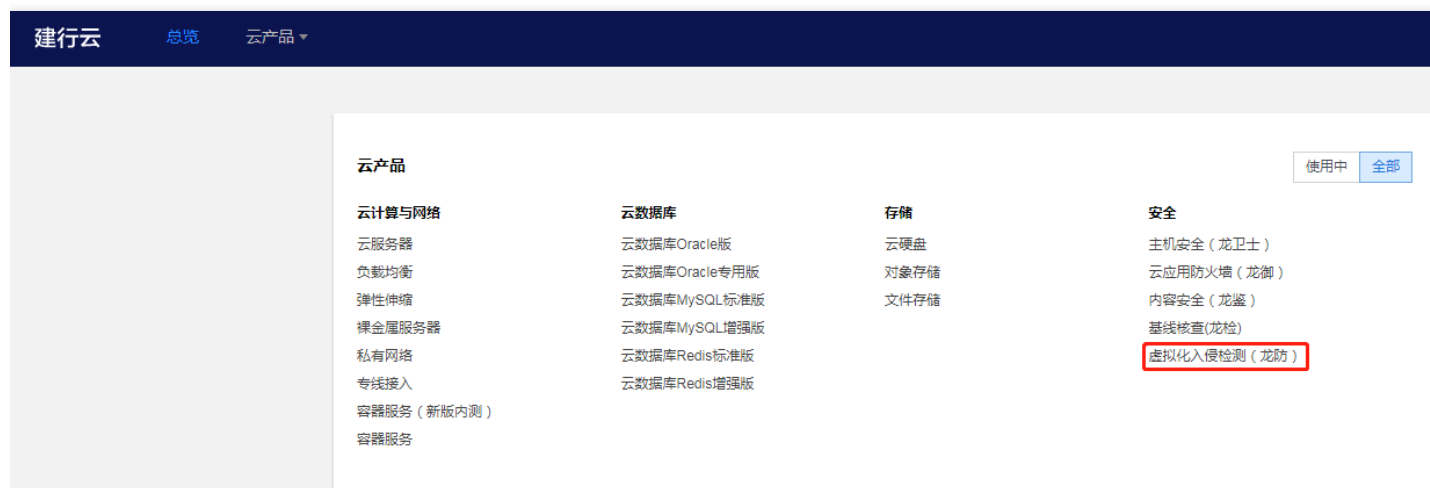 建行云 总览 云产品
云产品 使用中 全部
云计算与网络
云服务器
负载均衡
弹性伸缩
裸金属服务器
私有网络
专线接入
容器服务（新版内测）
容器服务
云数据库
云数据库Oracle版
云数据库Oracle专用版
云数据库MySQL标准版
云数据库MySQL增强版
云数据库Redis标准版
云数据库Redis增强版
存储
云硬盘
对象存储
文件存储
安全
主机安全（龙卫士）
云应用防火墙（龙御）
内容安全（龙鉴）
基线核查(龙检)
虚拟化入侵检测（龙防）